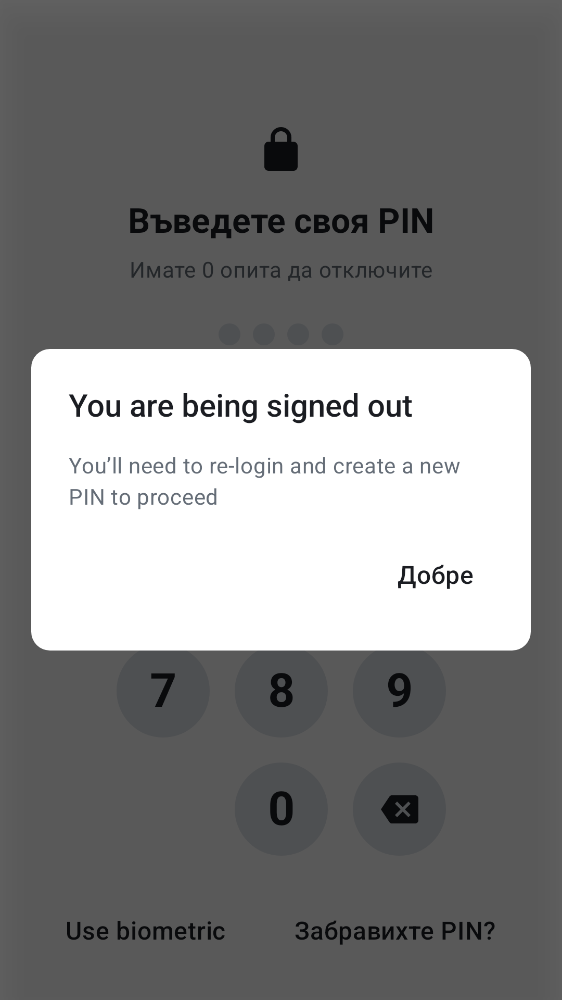 Въведете своя PIN
Имате 0 опита да отключите
You are being signed out
You’ll need to re-login and create a new
PIN to proceed
Добре
7 8 9
0
Use biometric Забравихте PIN?